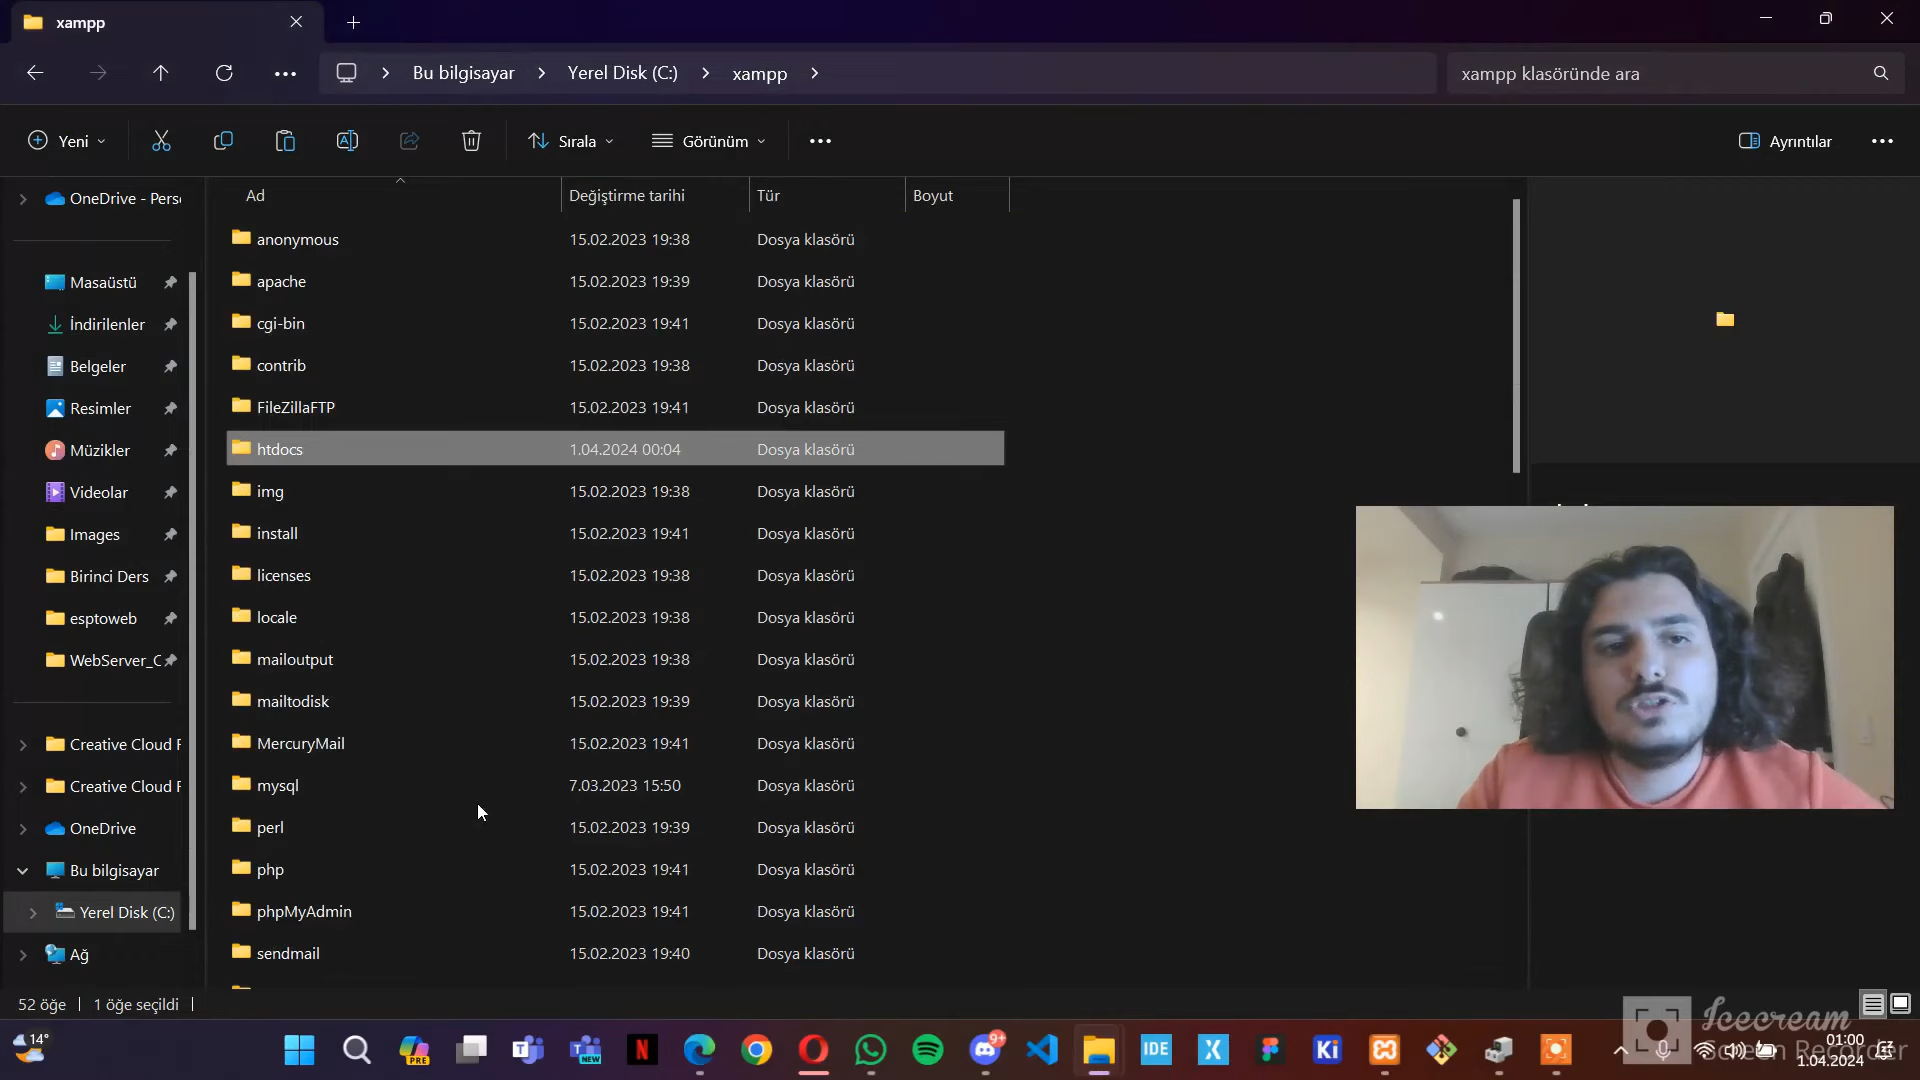 xampp
Bu bilgisayar
Yerel Disk (C:)
xampp
xampp klasöründe ara
Yeni
Sırala
Görünüm
Ayrıntılar
Ad
Değiştirme tarihi
Tür
Boyut
OneDrive - Pers
Masaüstü
İndirilenler
Belgeler
Resimler
Müzikler
Videolar
Images
Birinci Ders
esptoweb
WebServer_C
Creative Cloud F
Creative Cloud F
OneDrive
Bu bilgisayar
Yerel Disk (C:)
Ağ
anonymous 15.02.2023 19:38 Dosya klasörü
apache 15.02.2023 19:39 Dosya klasörü
cgi-bin 15.02.2023 19:41 Dosya klasörü
contrib 15.02.2023 19:38 Dosya klasörü
FileZillaFTP 15.02.2023 19:41 Dosya klasörü
htdocs 1.04.2024 00:04 Dosya klasörü
img 15.02.2023 19:38 Dosya klasörü
install 15.02.2023 19:41 Dosya klasörü
licenses 15.02.2023 19:38 Dosya klasörü
locale 15.02.2023 19:38 Dosya klasörü
mailoutput 15.02.2023 19:38 Dosya klasörü
mailtodisk 15.02.2023 19:39 Dosya klasörü
MercuryMail 15.02.2023 19:41 Dosya klasörü
mysql 7.03.2023 15:50 Dosya klasörü
perl 15.02.2023 19:39 Dosya klasörü
php 15.02.2023 19:41 Dosya klasörü
phpMyAdmin 15.02.2023 19:41 Dosya klasörü
sendmail 15.02.2023 19:40 Dosya klasörü
52 öğe
1 öğe seçildi
14°
PRE
NEW
N
9+
IDE
X
Ki
Icecream
Screen Recorder
01:00
1.04.2024